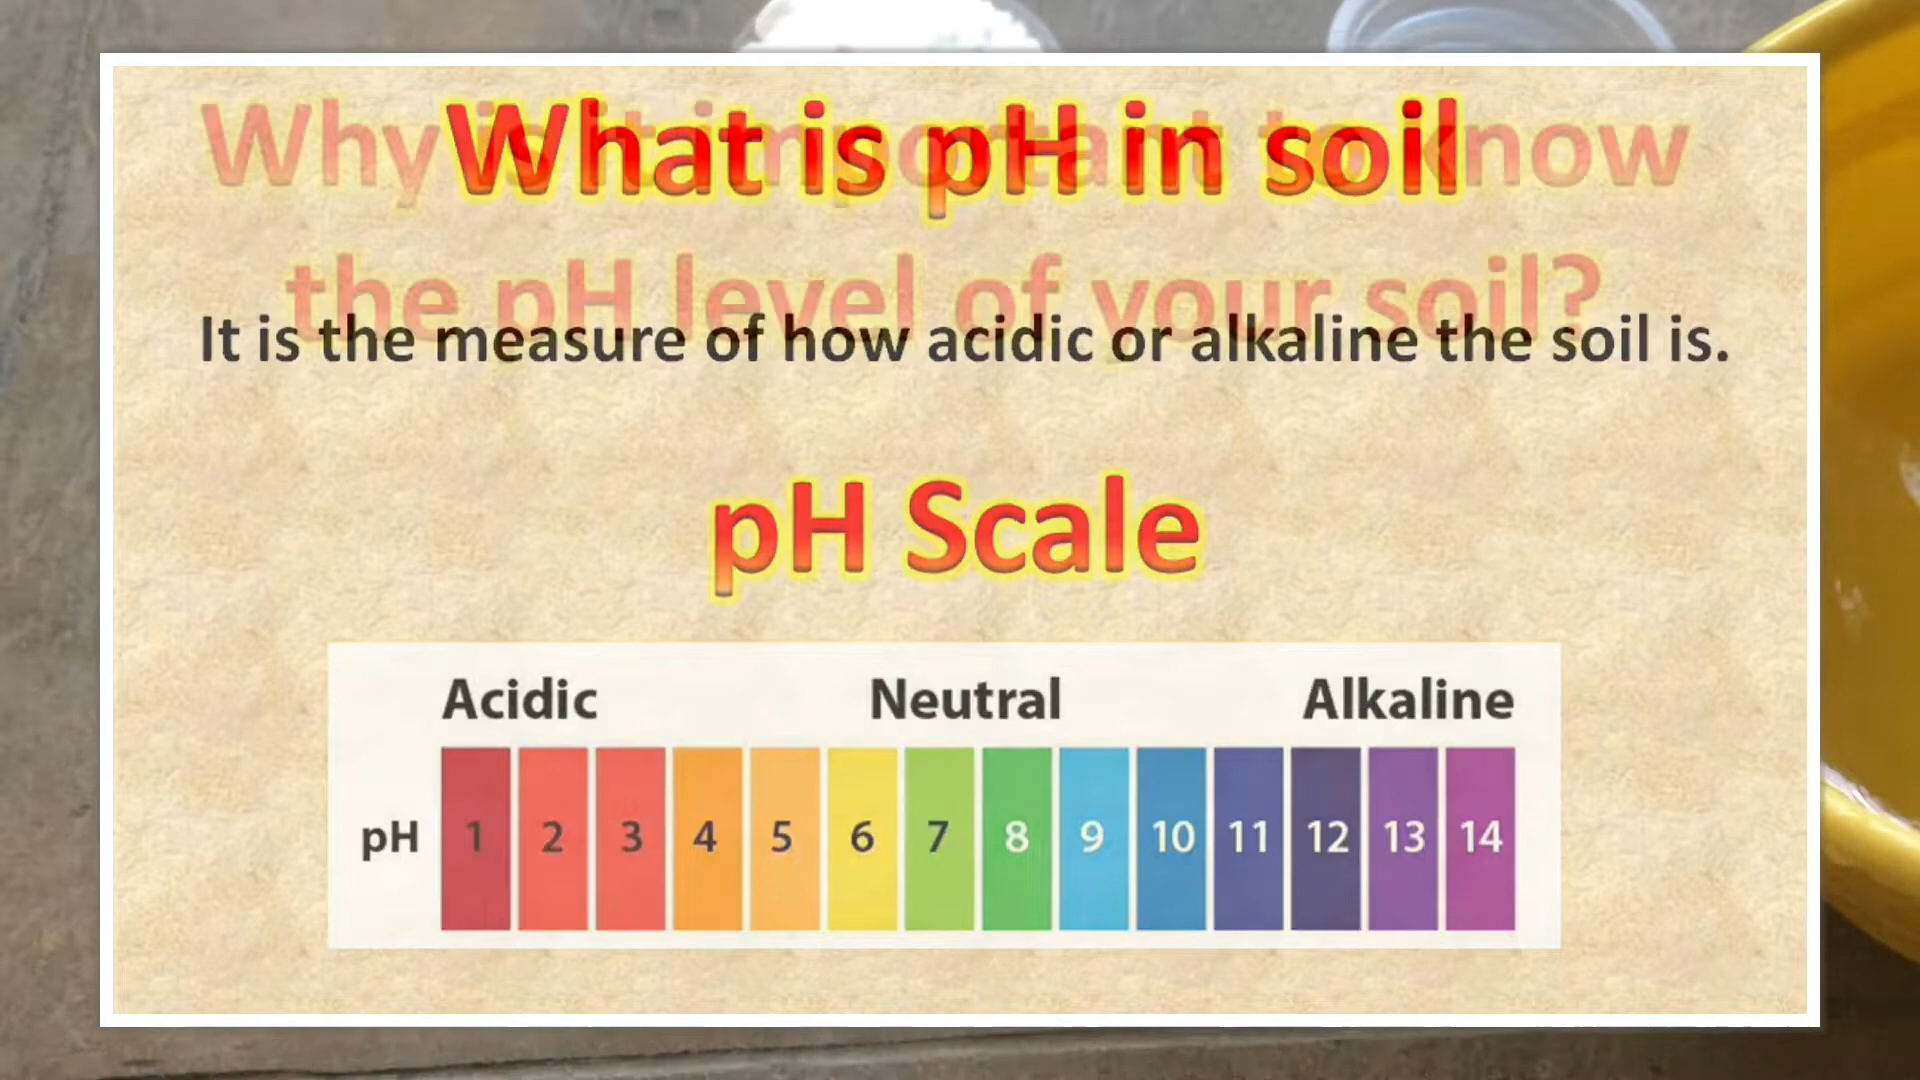 What is pH in soil
Why is it important to know
the pH level of your soil?
It is the measure of how acidic or alkaline the soil is.
pH Scale
Acidic Neutral Alkaline
pH 1 2 3 4 5 6 7 8 9 10 11 12 13 14